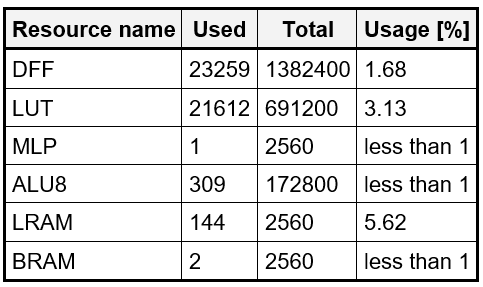 Resource name Used Total Usage [%]
DFF 23259 1382400 1.68
LUT 21612 691200 3.13
MLP 1 2560 less than 1
ALU8 309 172800 less than 1
LRAM 144 2560 5.62
BRAM 2 2560 less than 1